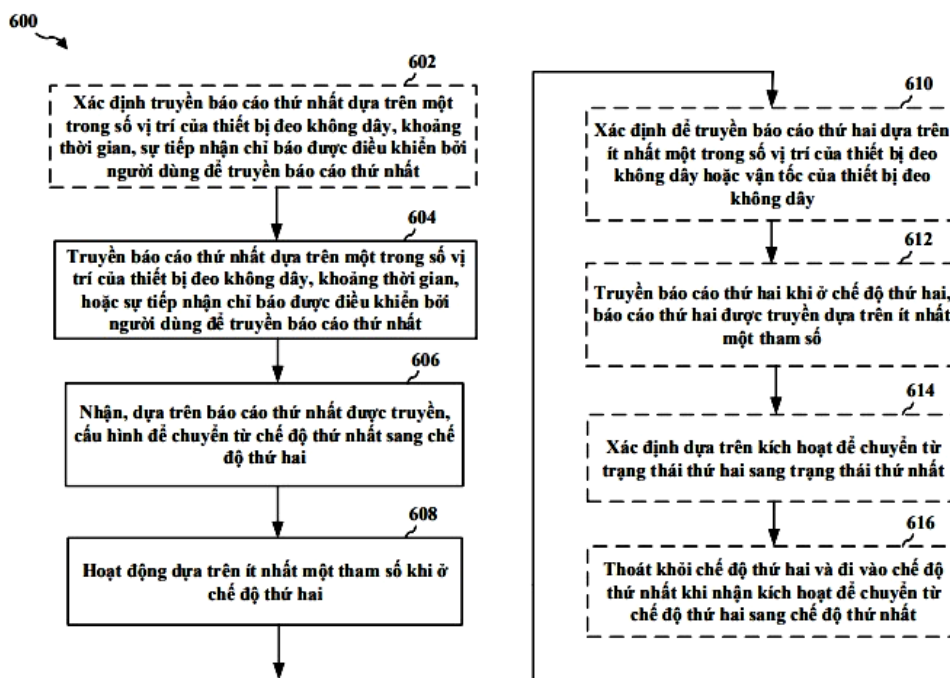 600
602
Xác định truyền báo cáo thứ nhất dựa trên một
trong số vị trí của thiết bị đeo không dây, khoảng
thời gian, sự tiếp nhận chỉ báo được điều khiển bởi
người dùng để truyền báo cáo thứ nhất
604
Truyền báo cáo thứ nhất dựa trên một trong số vị
trí của thiết bị đeo không dây, khoảng thời gian,
hoặc sự tiếp nhận chỉ báo được điều khiển bởi
người dùng để truyền báo cáo thứ nhất
606
Nhận, dựa trên báo cáo thứ nhất được truyền,
cấu hình để chuyển từ chế độ thứ nhất sang chế
độ thứ hai
608
Hoạt động dựa trên ít nhất một tham số khi ở
chế độ thứ hai
610
Xác định để truyền báo cáo thứ hai dựa trên
ít nhất một trong số vị trí của thiết bị đeo
không dây hoặc vận tốc của thiết bị đeo
không dây
612
Truyền báo cáo thứ hai khi ở chế độ thứ hai,
báo cáo thứ hai được truyền dựa trên ít nhất
một tham số
614
Xác định dựa trên kích hoạt để chuyển từ
trạng thái thứ hai sang trạng thái thứ nhất
616
Thoát khỏi chế độ thứ hai và đi vào chế độ
thứ nhất khi nhận kích hoạt để chuyển từ
chế độ thứ hai sang chế độ thứ nhất